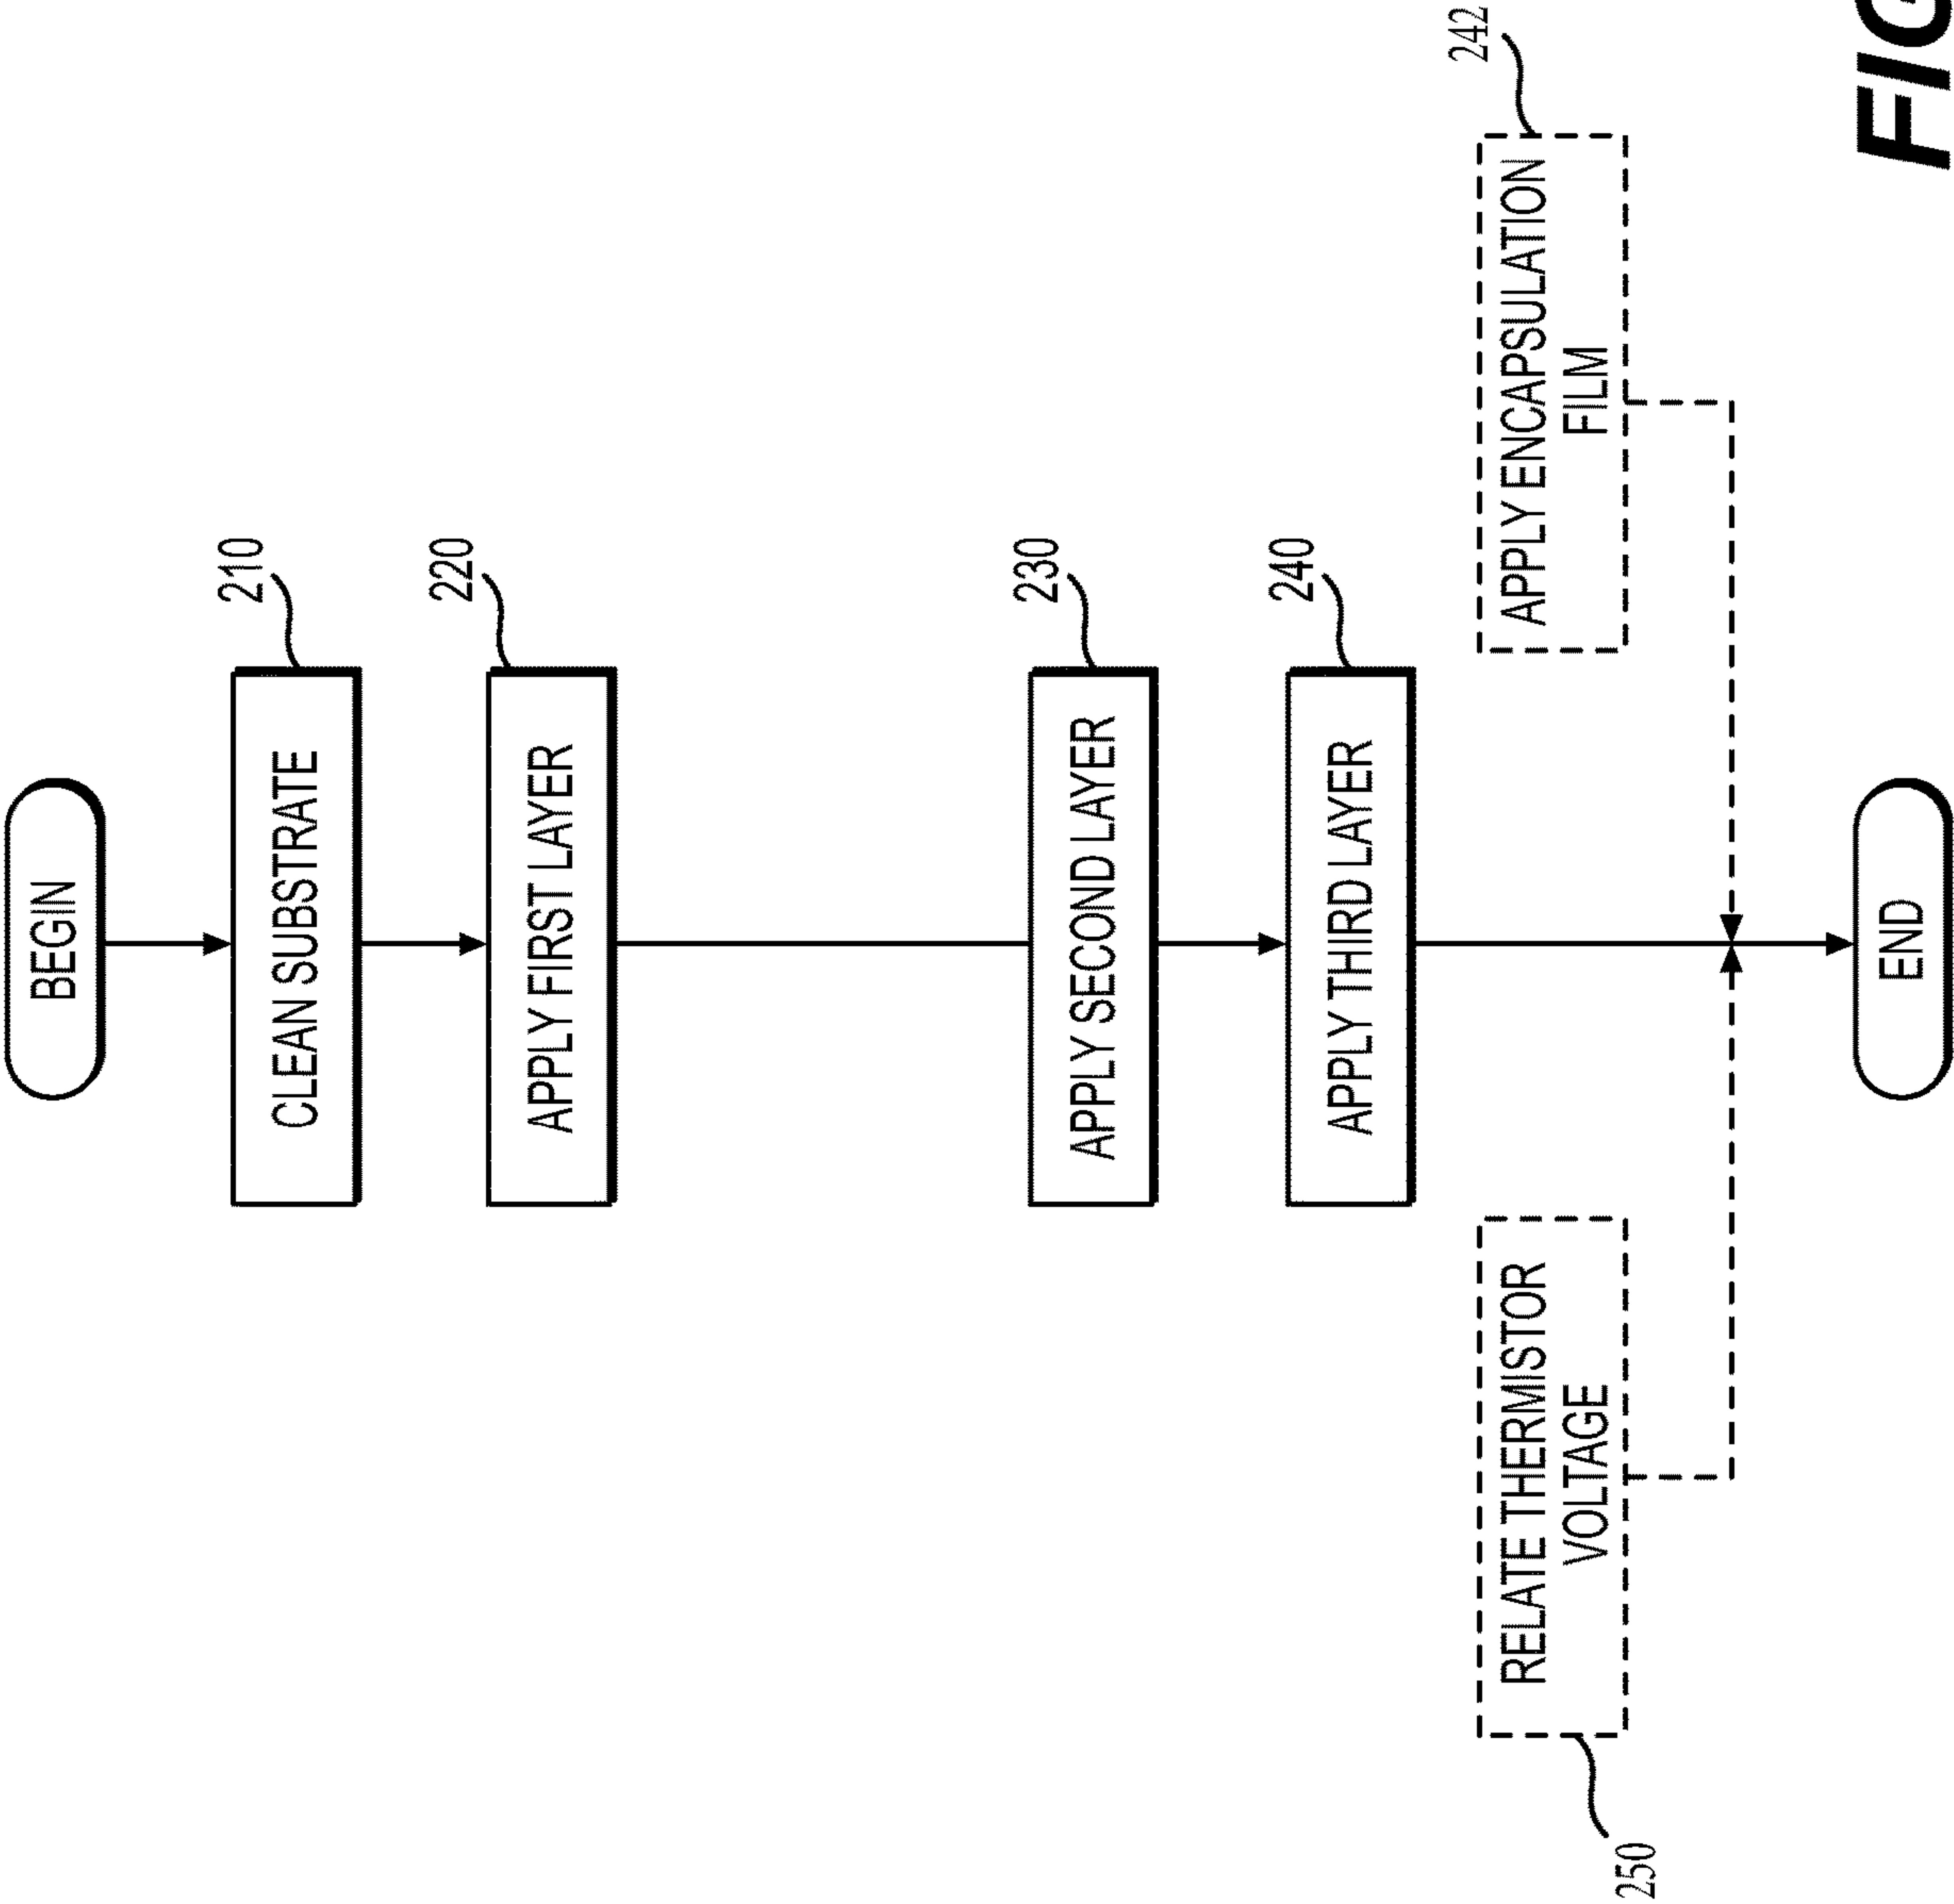 BEGIN
210
CLEAN SUBSTRATE
220
APPLY FIRST LAYER
230
APPLY SECOND LAYER
240
APPLY THIRD LAYER
242
APPLY ENCAPSULATION
FILM
250
RELATE THERMISTOR
VOLTAGE
END